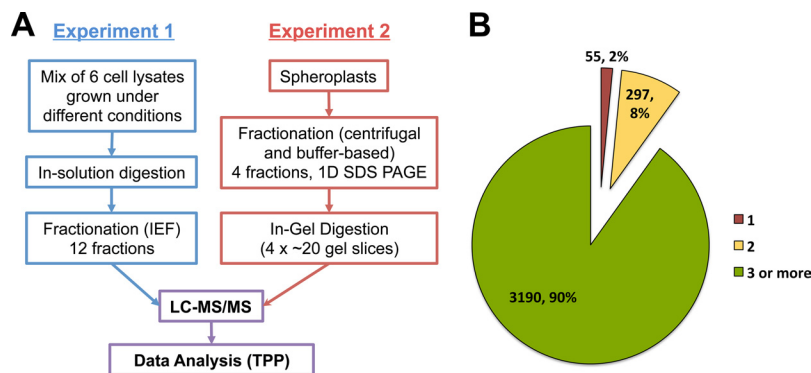 A
Experiment 1
Mix of 6 cell lysates
grown under
different conditions
In-solution digestion
Fractionation (IEF)
12 fractions
Experiment 2
Spheroplasts
Fractionation (centrifugal
and buffer-based)
4 fractions, 1D SDS PAGE
In-Gel Digestion
(4 x ~20 gel slices)
LC-MS/MS
Data Analysis (TPP)
B
55, 2%
297,
8%
3190, 90%
1
2
3 or more